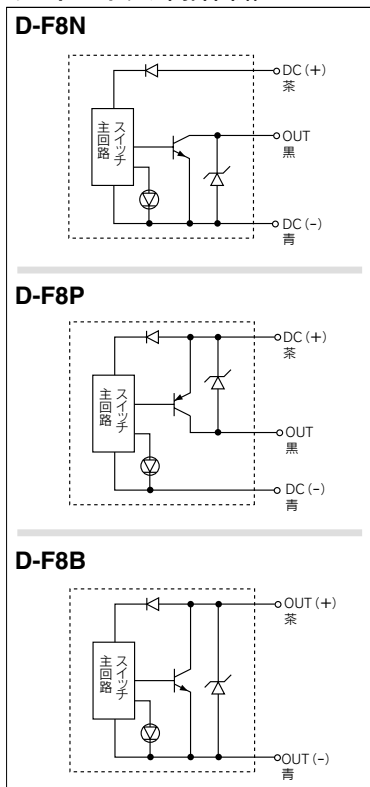 D-F8N
DC (+)
茶
スイッチ
主回路
OUT
黒
DC (-)
青
D-F8P
DC (+)
茶
スイッチ
主回路
OUT
黒
DC (-)
青
D-F8B
OUT (+)
茶
スイッチ
主回路
OUT (-)
青